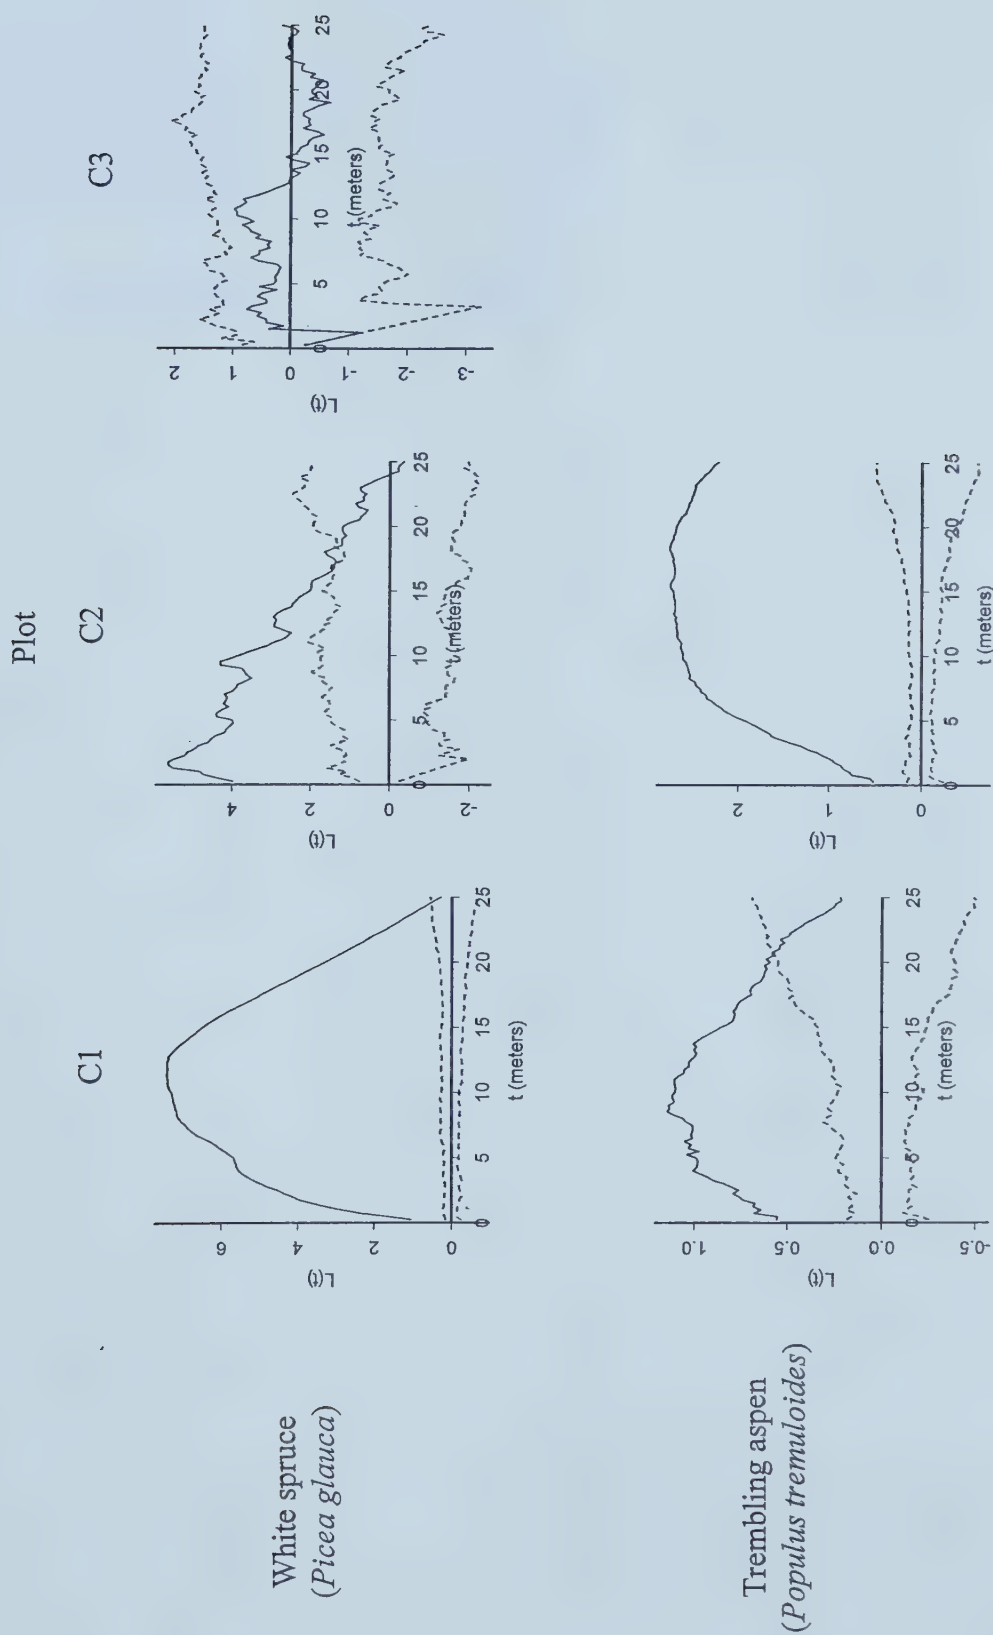 Plot
C1 C2 C3
White spruce
(Picea glauca)
L(t)
6
4
2
0
0 5 10 15 20 25
t (meters)
L(t)
4
2
0
-2
0 5 10 15 20 25
t (meters)
L(t)
2
1
0
-1
-2
-3
0 5 10 15 20 25
t (meters)
Trembling aspen
(Populus tremuloides)
L(t)
1.0
0.5
0.0
-0.5
0 5 10 15 20 25
t (meters)
L(t)
2
1
0
0 5 10 15 20 25
t (meters)